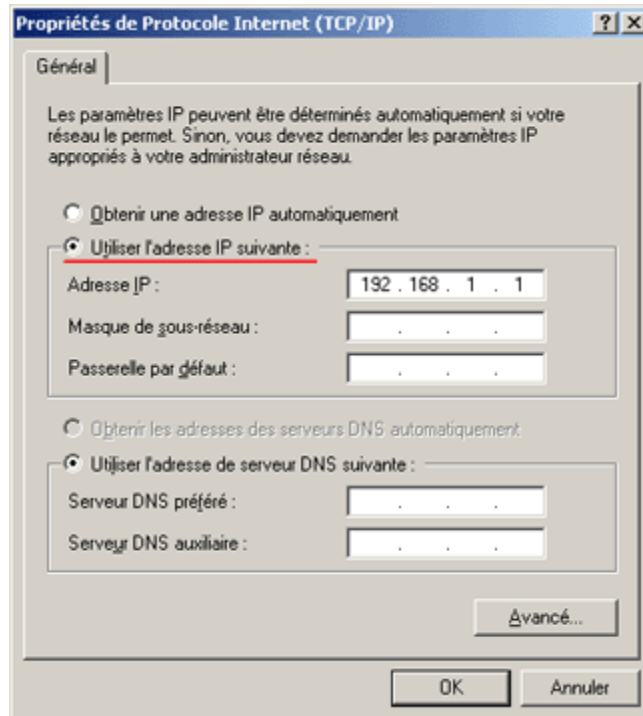 Propriétés de Protocole Internet (TCP/IP)
Général
Les paramètres IP peuvent être déterminés automatiquement si votre
réseau le permet. Sinon, vous devez demander les paramètres IP
appropriés à votre administrateur réseau.
Obtenir une adresse IP automatiquement
Utiliser l'adresse IP suivante :
Adresse IP : 192 . 168 . 1 . 1
Masque de sous-réseau : . . .
Passerelle par défaut : . . .
Obtenir les adresses des serveurs DNS automatiquement
Utiliser l'adresse de serveur DNS suivante :
Serveur DNS préféré : . . .
Serveur DNS auxiliaire : . . .
Avancé...
OK Annuler